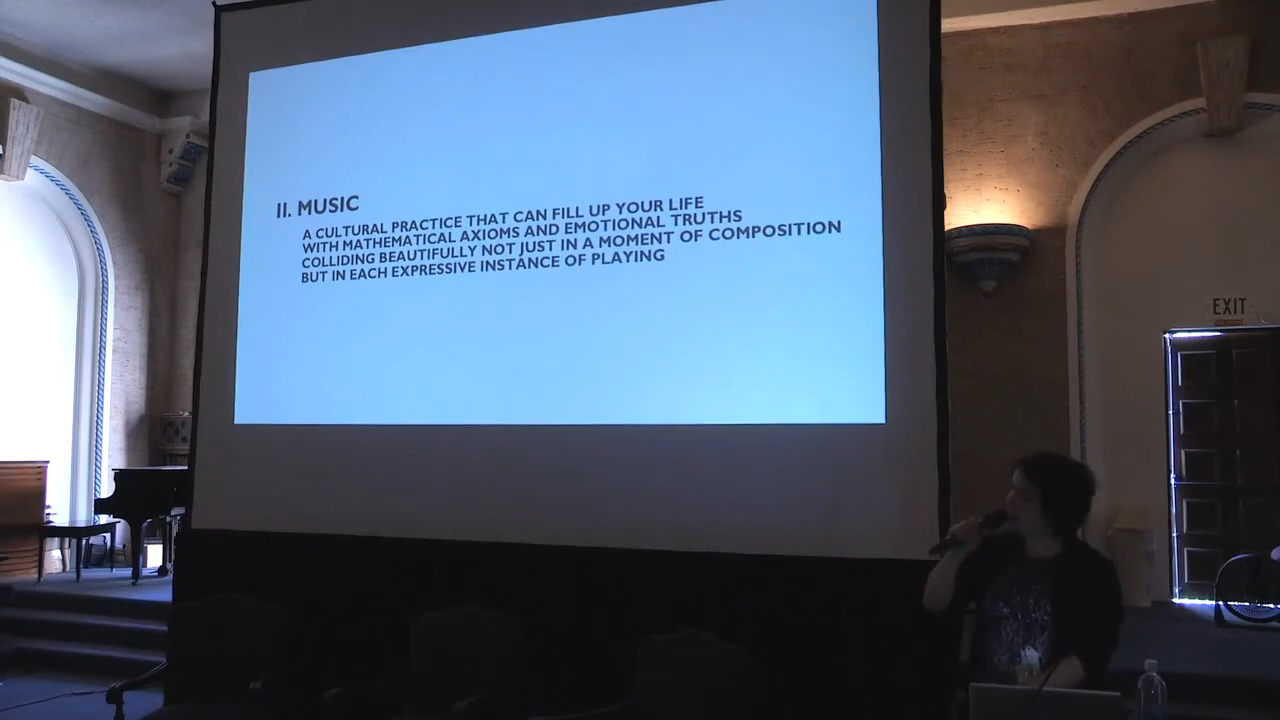 II. MUSIC
A CULTURAL PRACTICE THAT CAN FILL UP YOUR LIFE
WITH MATHEMATICAL AXIOMS AND EMOTIONAL TRUTHS
COLLIDING BEAUTIFULLY NOT JUST IN A MOMENT OF COMPOSITION
BUT IN EACH EXPRESSIVE INSTANCE OF PLAYING
EXIT